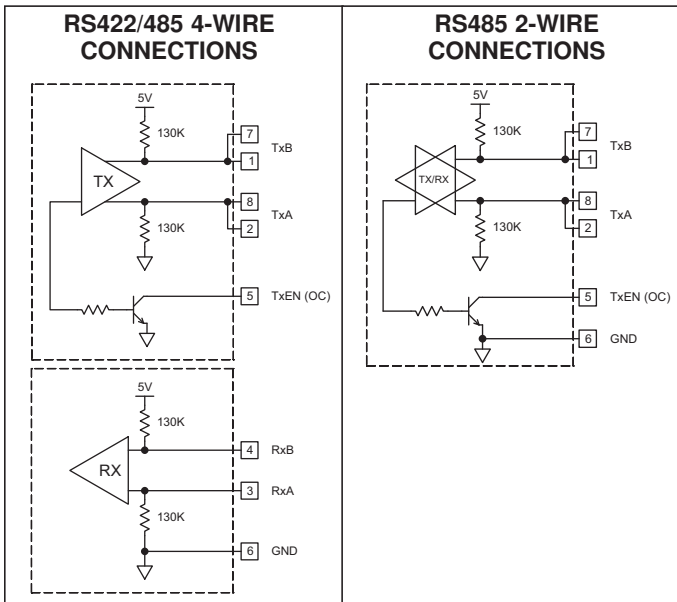 RS422/485 4-WIRE
CONNECTIONS
5V
130K
7
TxB
1
TX
8
TxA
2
130K
5 TxEN (OC)
5V
130K
4 RxB
RX
3 RxA
130K
6 GND
RS485 2-WIRE
CONNECTIONS
5V
130K
7
TxB
1
TX/RX
8
TxA
2
130K
5 TxEN (OC)
6 GND